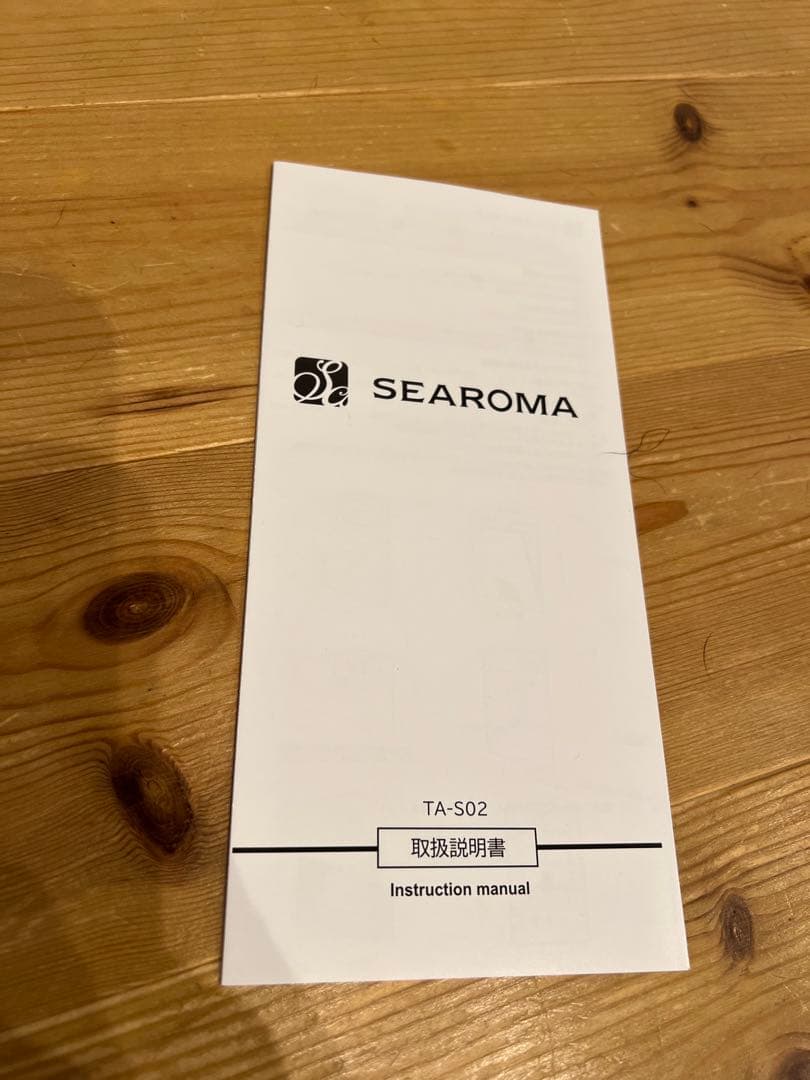 SEAROMA
TA-S02
取扱説明書
Instruction manual